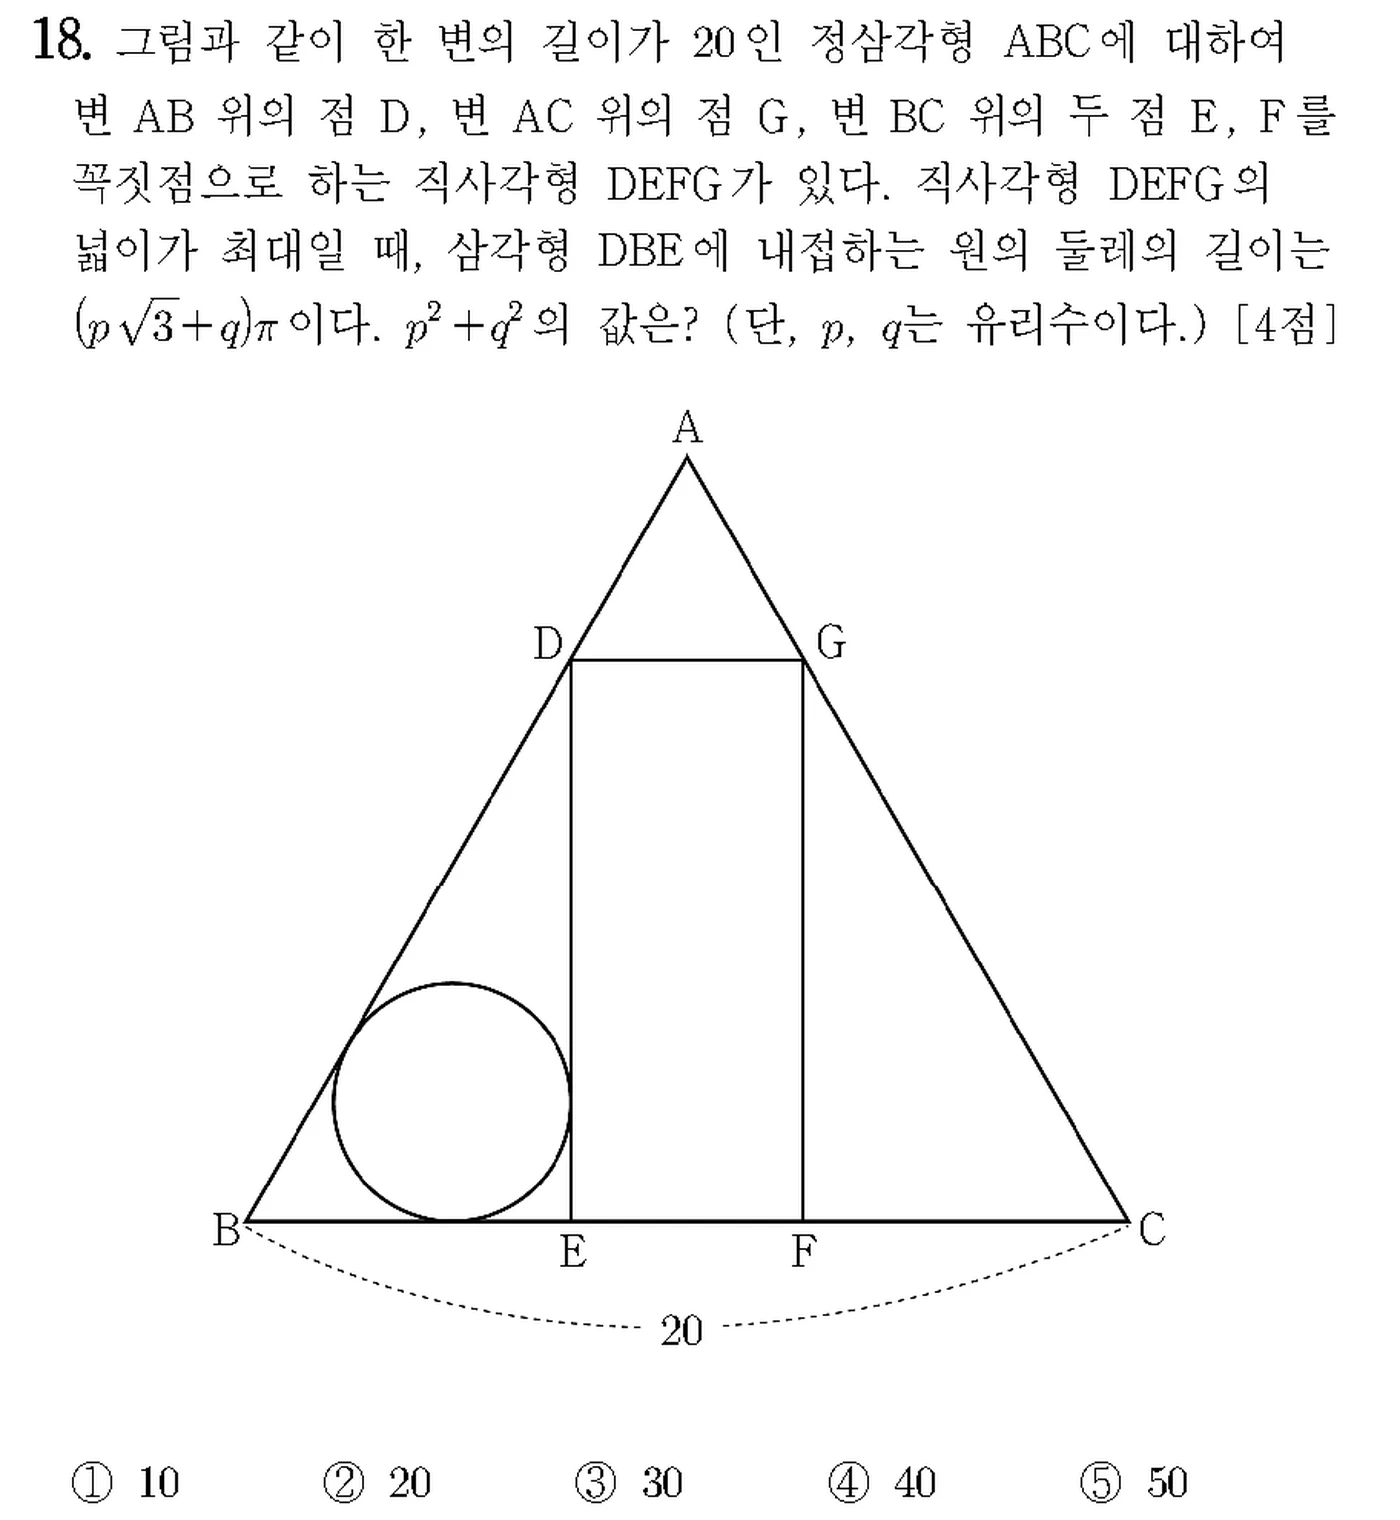 18. 그림과 같이 한 변의 길이가 20인 정삼각형 ABC에 대하여
변 AB 위의 점 D, 변 AC 위의 점 G, 변 BC 위의 두 점 E, F를
꼭짓점으로 하는 직사각형 DEFG가 있다. 직사각형 DEFG의
넓이가 최대일 때, 삼각형 DBE에 내접하는 원의 둘레의 길이는
(p√3+q)π이다. p²+q²의 값은? (단, p, q는 유리수이다.) [4점]
A
D G
B C
E F
20
① 10 ② 20 ③ 30 ④ 40 ⑤ 50